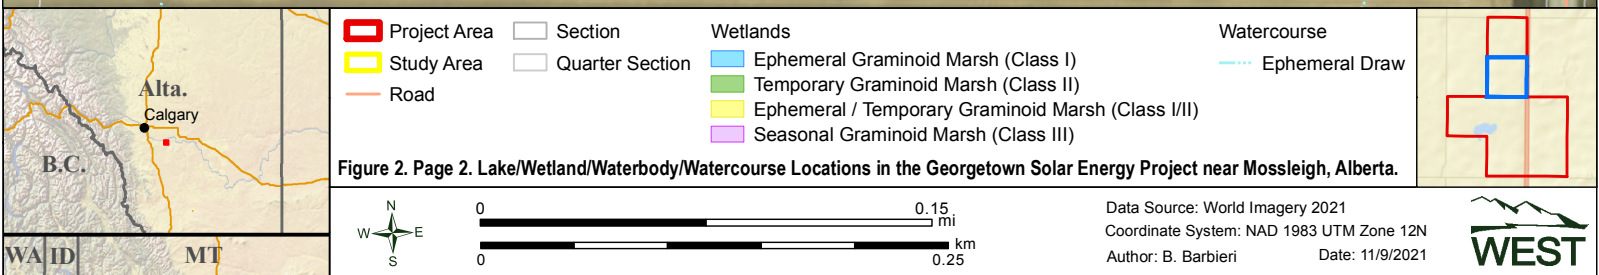 Alta.
Calgary
B.C.
WA ID MT
Project Area
Study Area
Road
Section
Quarter Section
Wetlands
Ephemeral Graminoid Marsh (Class I)
Temporary Graminoid Marsh (Class II)
Ephemeral / Temporary Graminoid Marsh (Class I/II)
Seasonal Graminoid Marsh (Class III)
Watercourse
Ephemeral Draw
Figure 2. Page 2. Lake/Wetland/Waterbody/Watercourse Locations in the Georgetown Solar Energy Project near Mossleigh, Alberta.
N
W E
S
0 0.15
mi
km
0 0.25
Data Source: World Imagery 2021
Coordinate System: NAD 1983 UTM Zone 12N
Author: B. Barbieri Date: 11/9/2021
WEST